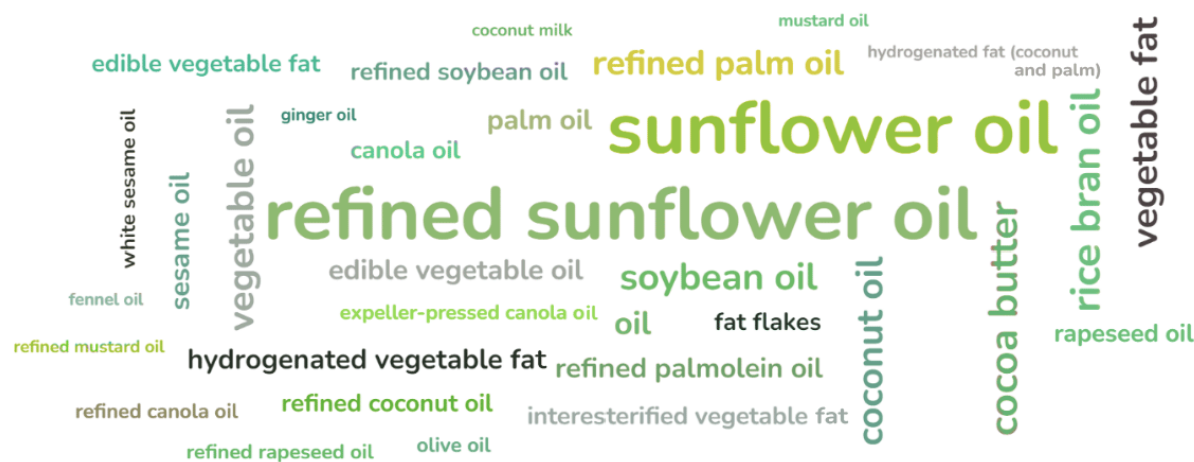 mustard oil
coconut milk
edible vegetable fat
refined soybean oil
refined palm oil
hydrogenated fat (coconut
and palm)
vegetable fat
white sesame oil
vegetable oil
ginger oil
palm oil
sunflower oil
rice bran oil
canola oil
sesame oil
refined sunflower oil
cocoa butter
edible vegetable oil
soybean oil
coconut oil
fennel oil
expeller-pressed canola oil
oil
fat flakes
rapeseed oil
refined mustard oil
hydrogenated vegetable fat
refined palmolein oil
refined canola oil
refined coconut oil
interesterified vegetable fat
refined rapeseed oil
olive oil